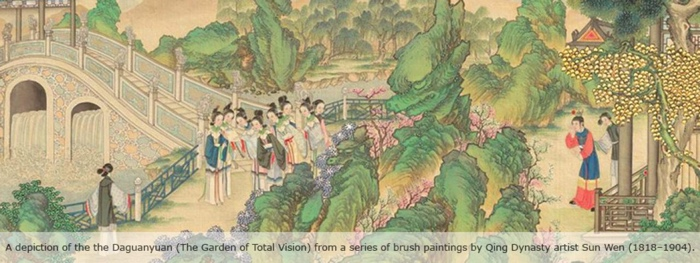 A depiction of the the Daguanyuan (The Garden of Total Vision) from a series of brush paintings by Qing Dynasty artist Sun Wen (1818–1904).